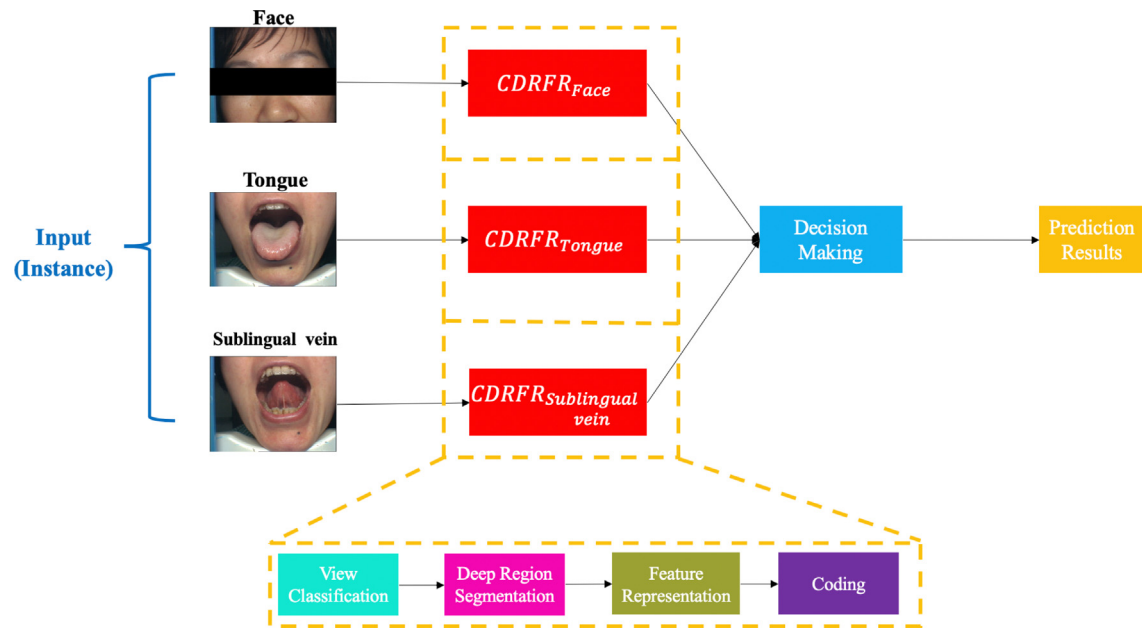 Face
CDRFR_Face
Tongue
Input
(Instance)
CDRFR_Tongue
Decision
Making
Prediction
Results
Sublingual vein
CDRFR_Sublingual
vein
View
Classification
Deep Region
Segmentation
Feature
Representation
Coding